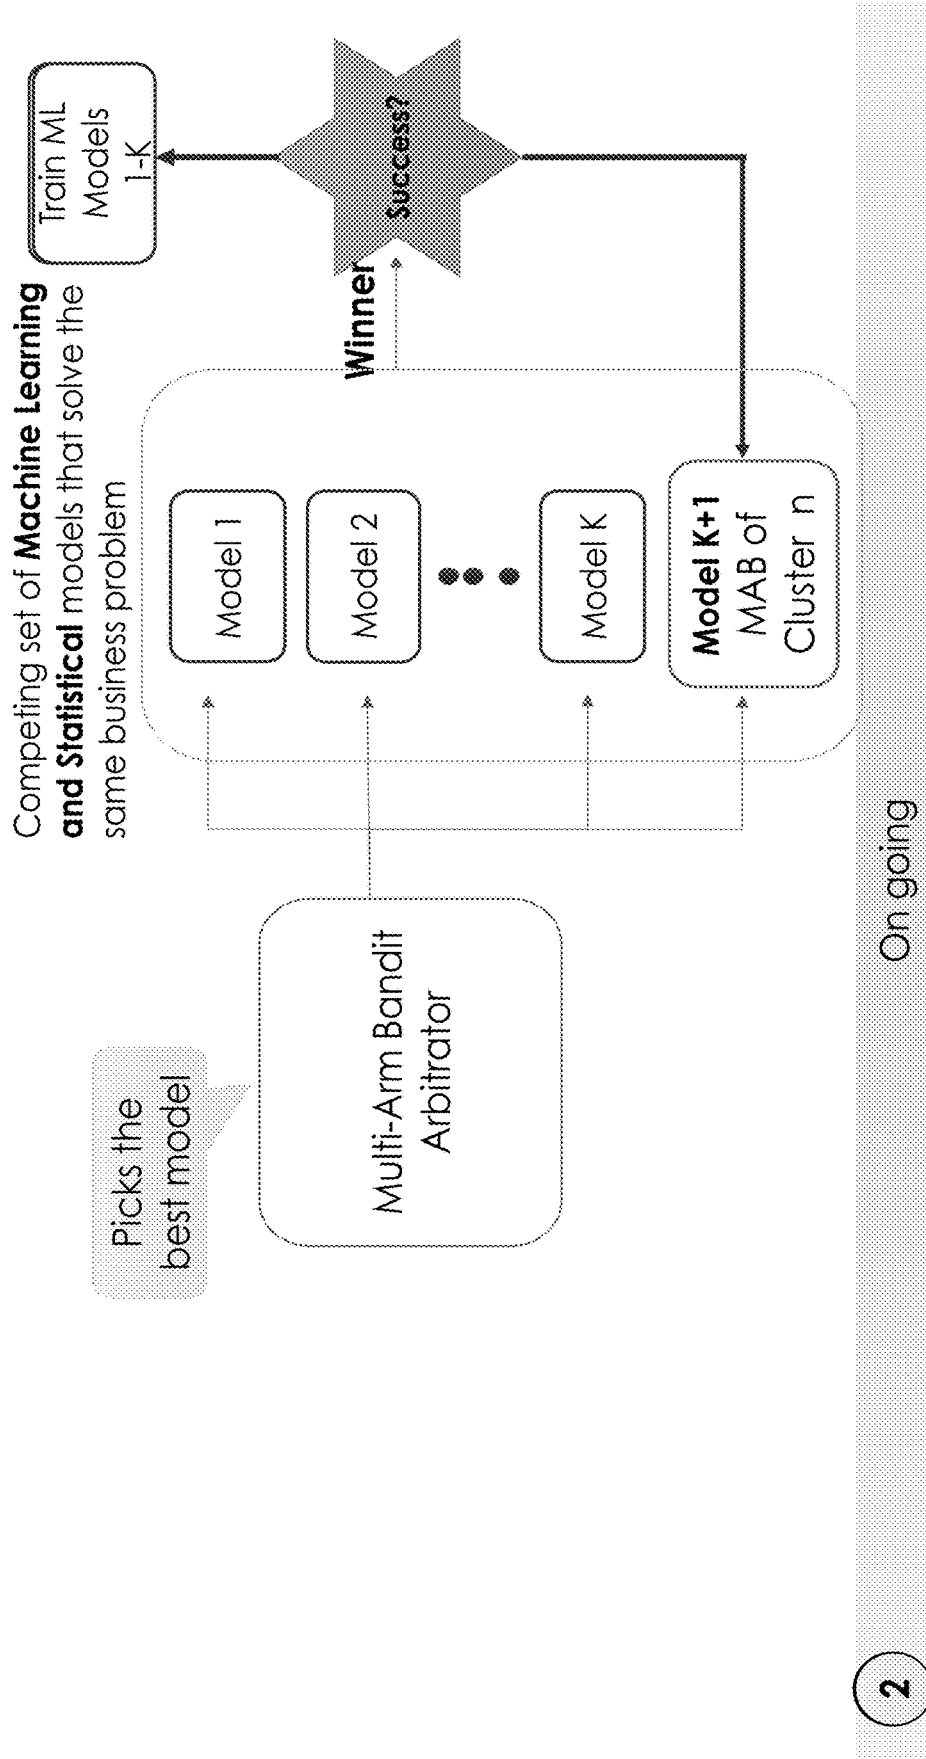 Picks the
best model
Multi-Arm Bandit
Arbitrator
Competing set of Machine Learning
and Statistical models that solve the
same business problem
Model 1
Model 2
Model K
Model K+1
MAB of
Cluster n
Winner
Success?
Train ML
Models
1-K
2
On going